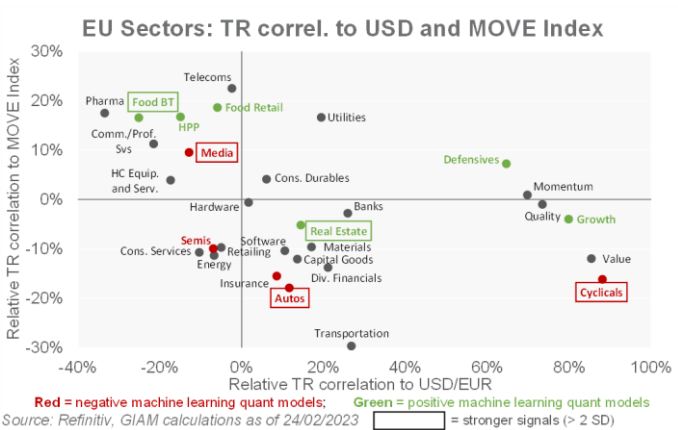 EU Sectors: TR correl. to USD and MOVE Index
Relative TR correlation to MOVE Index
30%
20%
10%
0%
-10%
-20%
-30%
Telecoms
Pharma
Food BT
Food Retail
HPP
Utilities
Comm./Prof.
Svs
Media
Defensives
HC Equip.
and Serv.
Cons. Durables
Momentum
Hardware
Banks
Quality
Growth
Real Estate
Semis
Software
Materials
Cons. Services
Retailing
Capital Goods
Value
Energy
Div. Financials
Insurance
Autos
Cyclicals
Transportation
-40%
-20%
0%
20%
40%
60%
80%
100%
Relative TR correlation to USD/EUR
Red = negative machine learning quant models;
Green = positive machine learning quant models
Source: Refinitiv, GIAM calculations as of 24/02/2023
= stronger signals (> 2 SD)